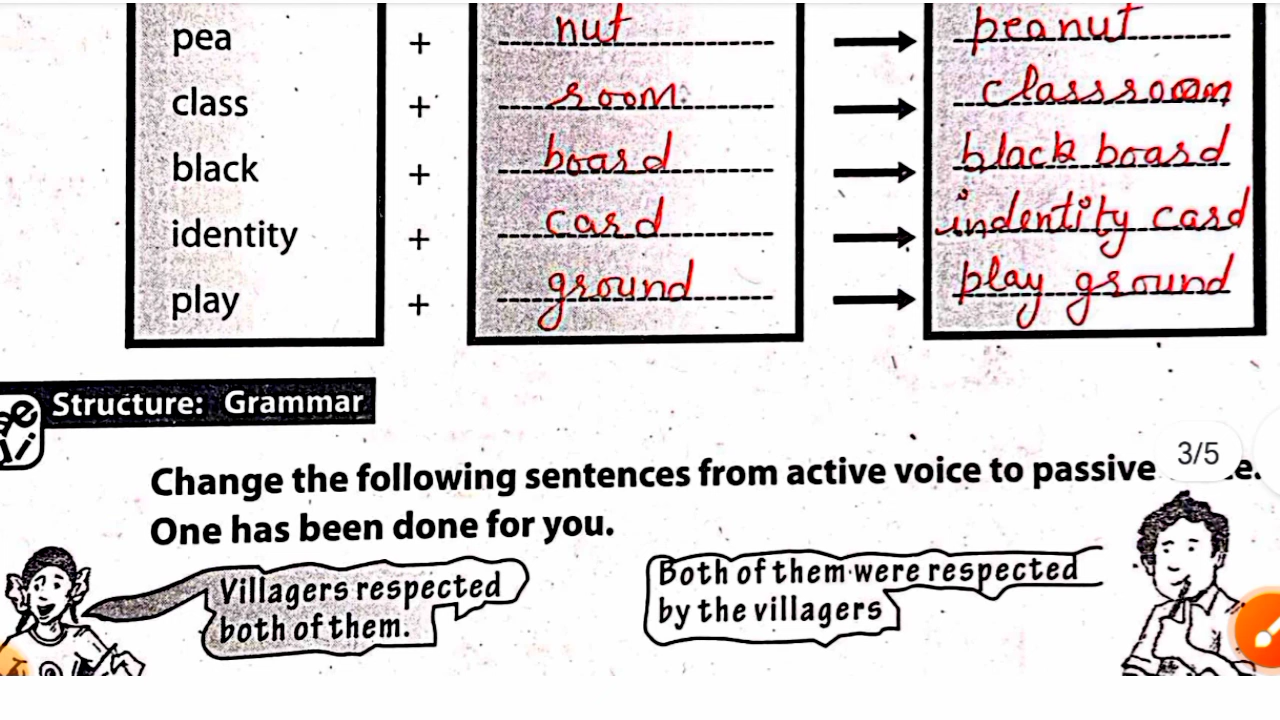 pea + nut → peanut
class + room → classroom
black + board → black board
identity + card → indentity card
play + ground → play ground
Structure: Grammar
3/5
Change the following sentences from active voice to passive
One has been done for you.
Villagers respected
both of them.
Both of them were respected
by the villagers